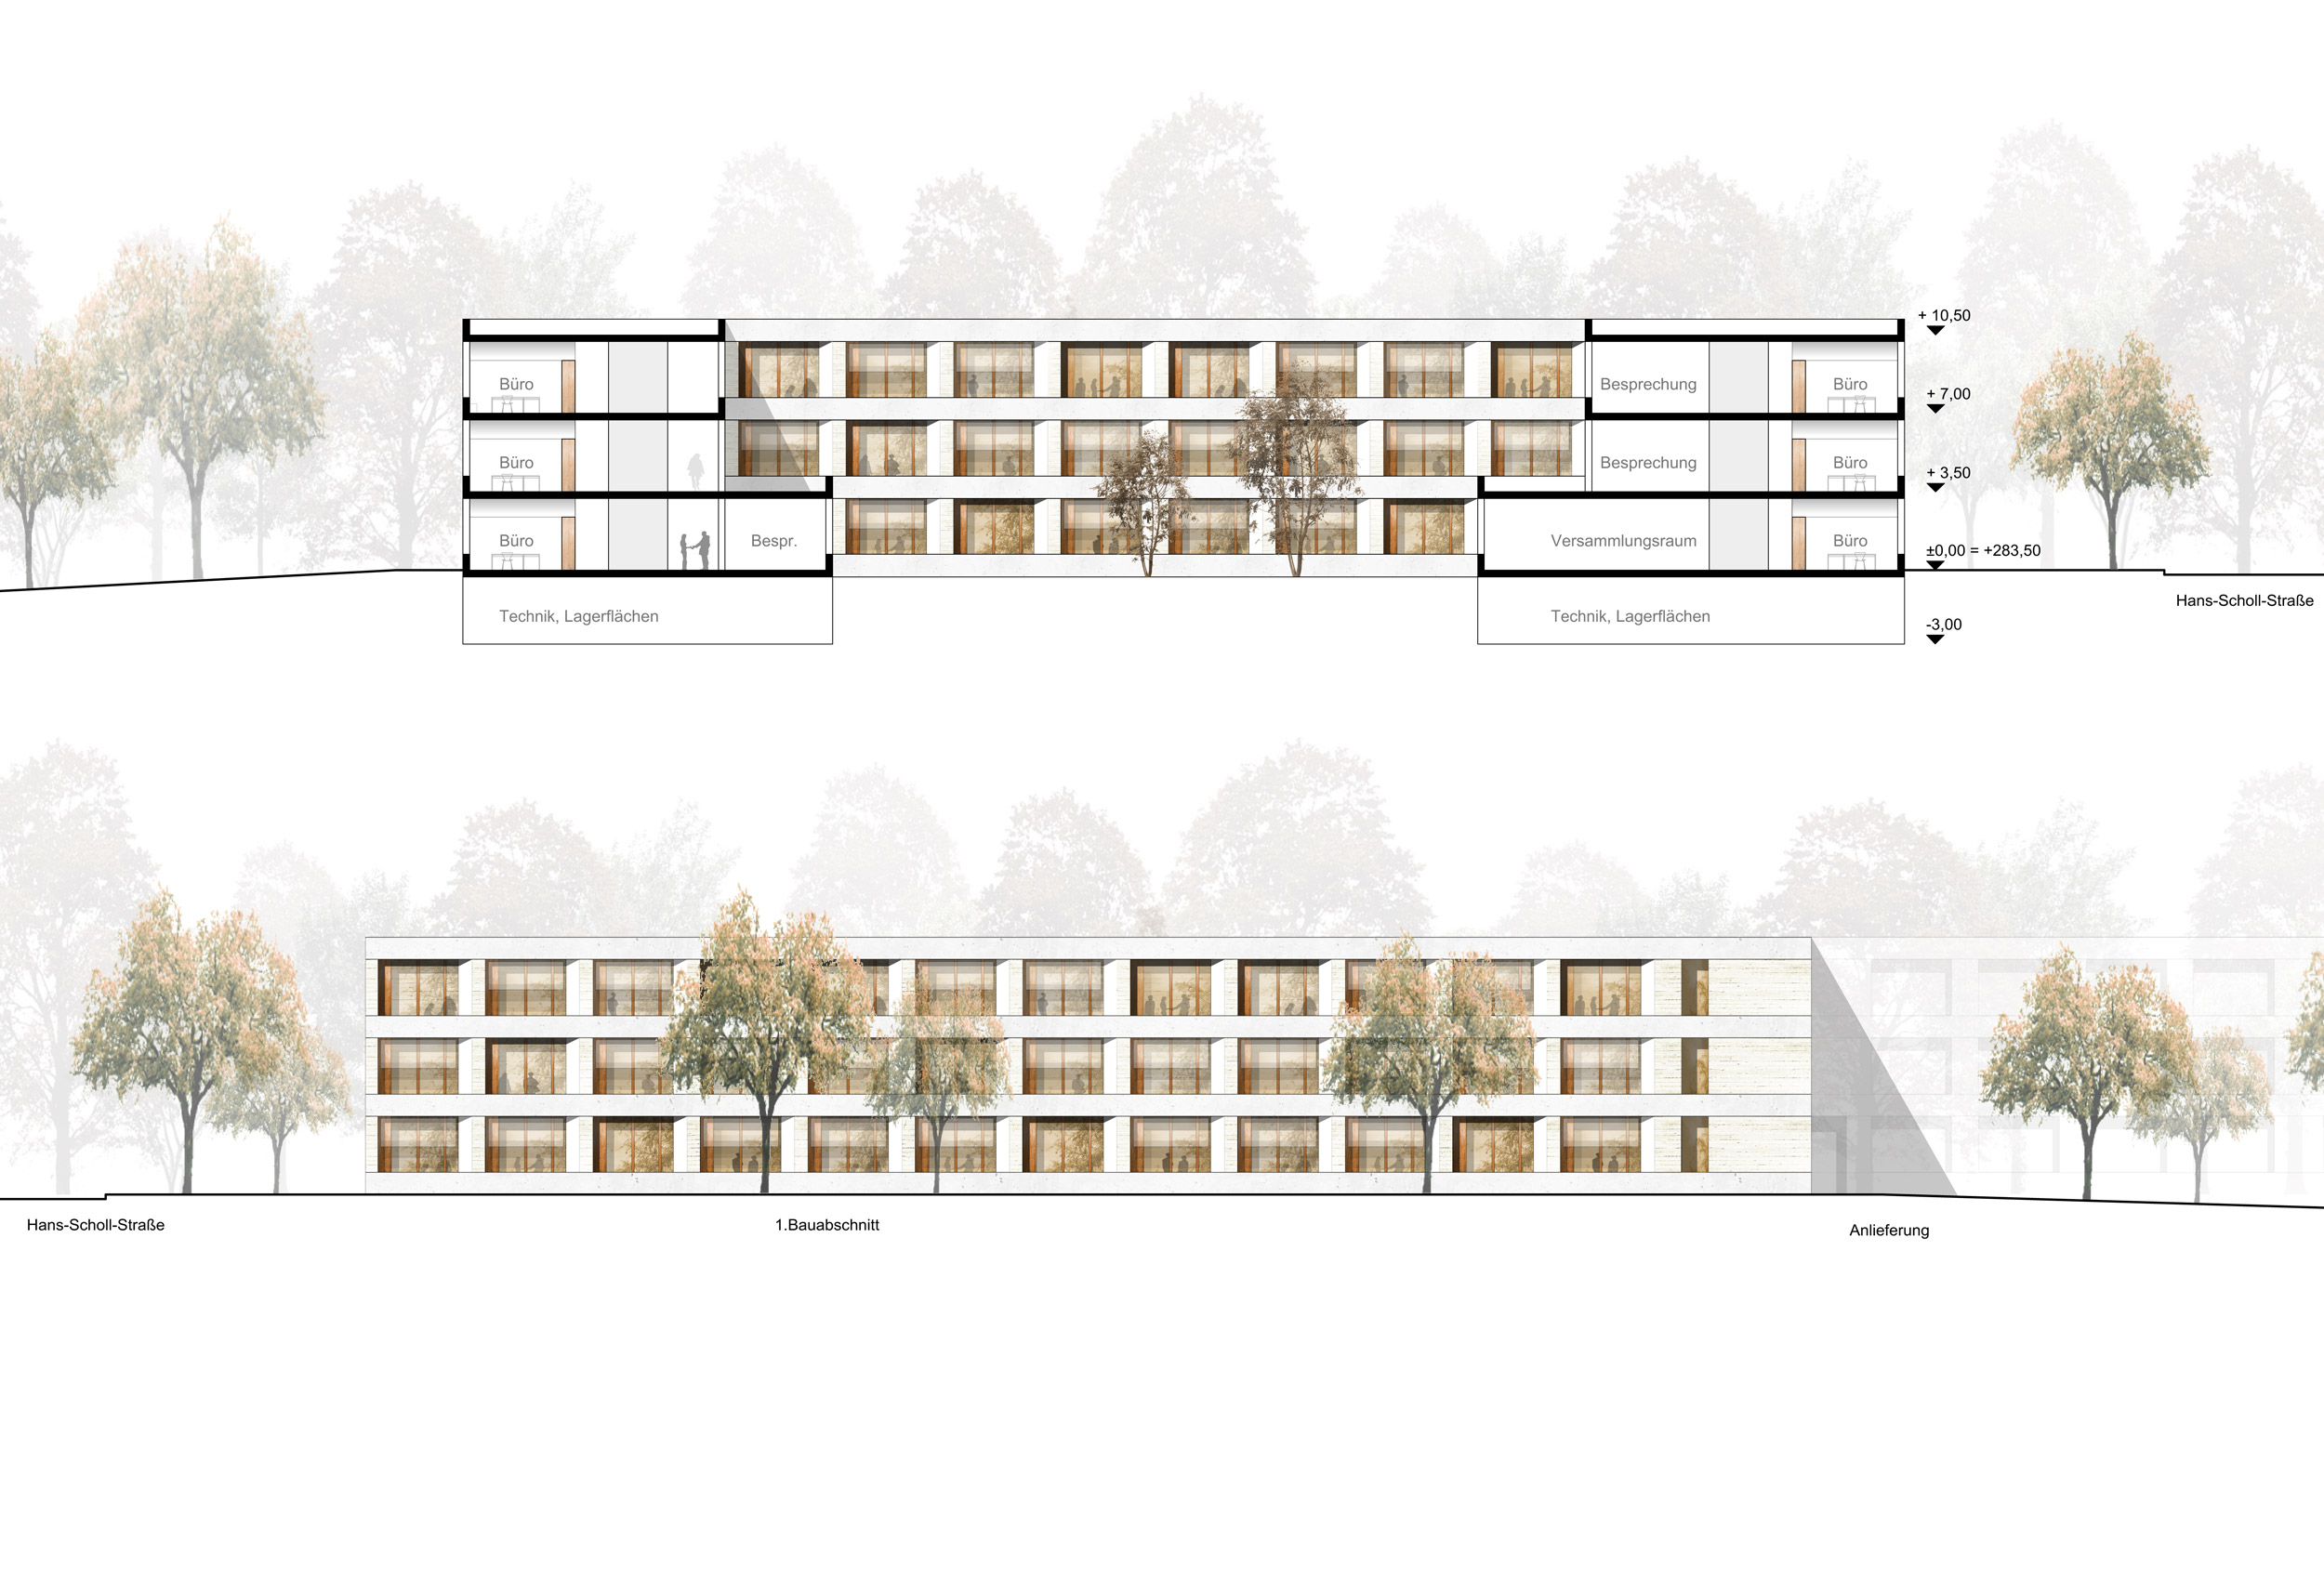 + 10,50
Büro
Besprechung
Büro
+ 7,00
Büro
Besprechung
Büro
+ 3,50
Büro
Bespr.
Versammlungsraum
Büro
±0,00 = +283,50
Hans-Scholl-Straße
Technik, Lagerflächen
Technik, Lagerflächen
-3,00
Hans-Scholl-Straße
1.Bauabschnitt
Anlieferung